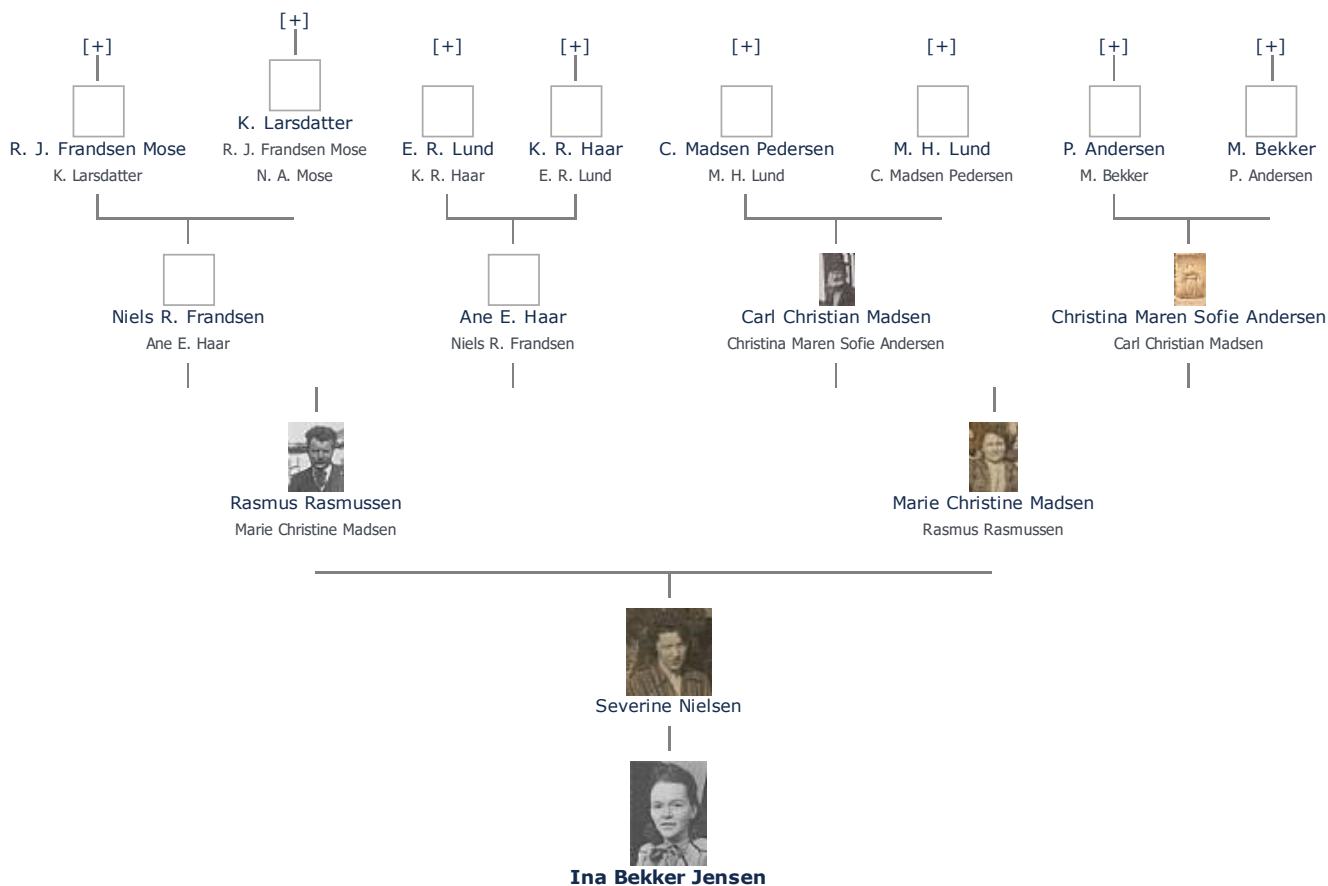 [+]
[+] [+] [+] [+] [+] [+] [+]
K. Larsdatter
R. J. Frandsen Mose R. J. Frandsen Mose E. R. Lund K. R. Haar C. Madsen Pedersen M. H. Lund P. Andersen M. Bekker
K. Larsdatter N. A. Mose K. R. Haar E. R. Lund M. H. Lund C. Madsen Pedersen M. Bekker P. Andersen
Niels R. Frandsen Ane E. Haar Carl Christian Madsen Christina Maren Sofie Andersen
Ane E. Haar Niels R. Frandsen Christina Maren Sofie Andersen Carl Christian Madsen
Rasmus Rasmussen Marie Christine Madsen
Marie Christine Madsen Rasmus Rasmussen
Severine Nielsen
Ina Bekker Jensen